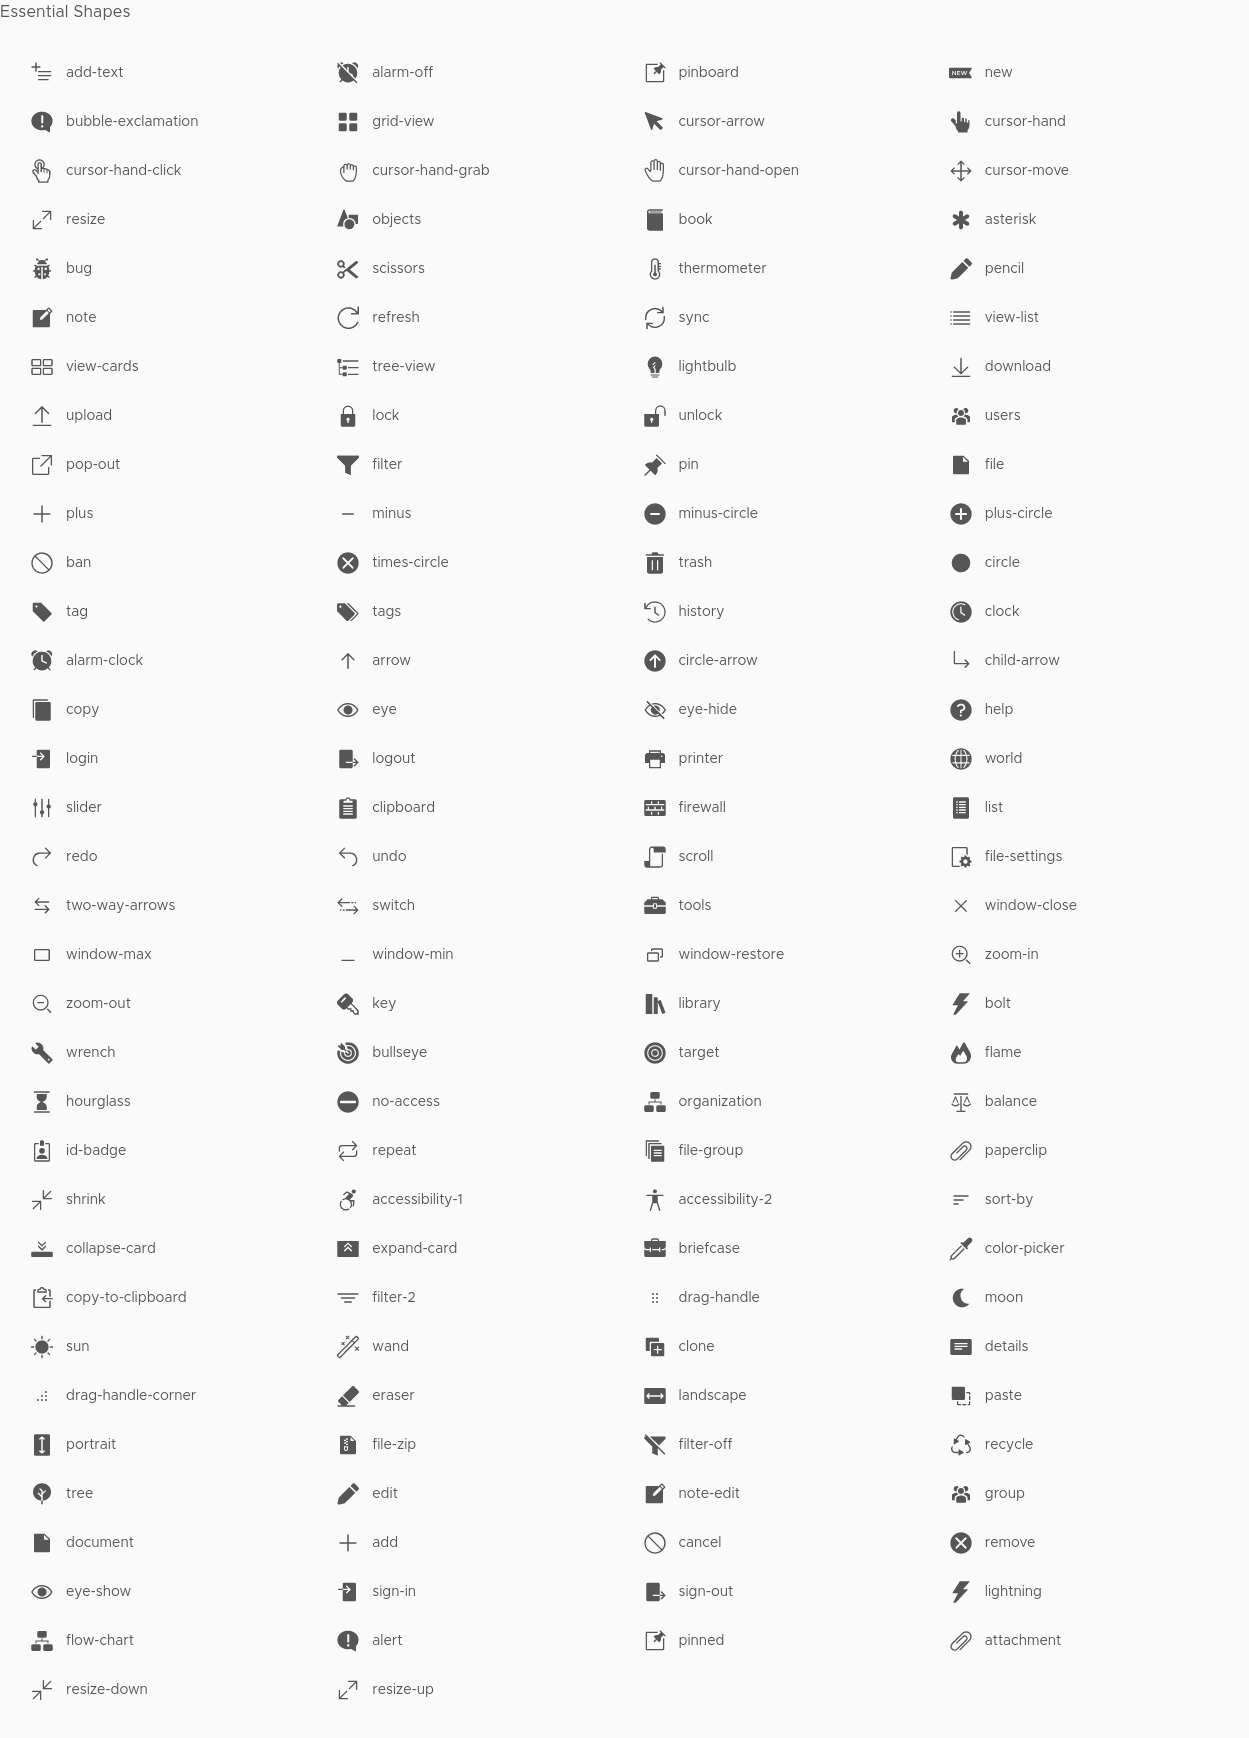 Essential Shapes
add-text alarm-off pinboard new
bubble-exclamation grid-view cursor-arrow cursor-hand
cursor-hand-click cursor-hand-grab cursor-hand-open cursor-move
resize objects book asterisk
bug scissors thermometer pencil
note refresh sync view-list
view-cards tree-view lightbulb download
upload lock unlock users
pop-out filter pin file
plus minus minus-circle plus-circle
ban times-circle trash circle
tag tags history clock
alarm-clock arrow circle-arrow child-arrow
copy eye eye-hide help
login logout printer world
slider clipboard firewall list
redo undo scroll file-settings
two-way-arrows switch tools window-close
window-max window-min window-restore zoom-in
zoom-out key library bolt
wrench bullseye target flame
hourglass no-access organization balance
id-badge repeat file-group paperclip
shrink accessibility-1 accessibility-2 sort-by
collapse-card expand-card briefcase color-picker
copy-to-clipboard filter-2 drag-handle moon
sun wand clone details
drag-handle-corner eraser landscape paste
portrait file-zip filter-off recycle
tree edit note-edit group
document add cancel remove
eye-show sign-in sign-out lightning
flow-chart alert pinned attachment
resize-down resize-up